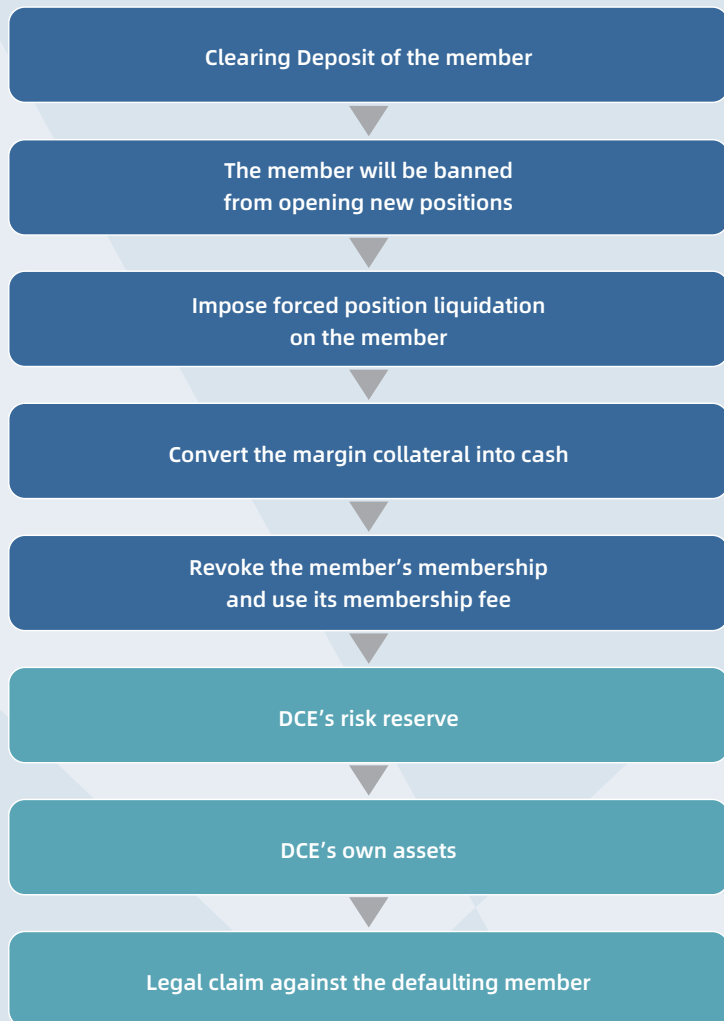 Clearing Deposit of the member
The member will be banned
from opening new positions
Impose forced position liquidation
on the member
Convert the margin collateral into cash
Revoke the member’s membership
and use its membership fee
DCE’s risk reserve
DCE’s own assets
Legal claim against the defaulting member